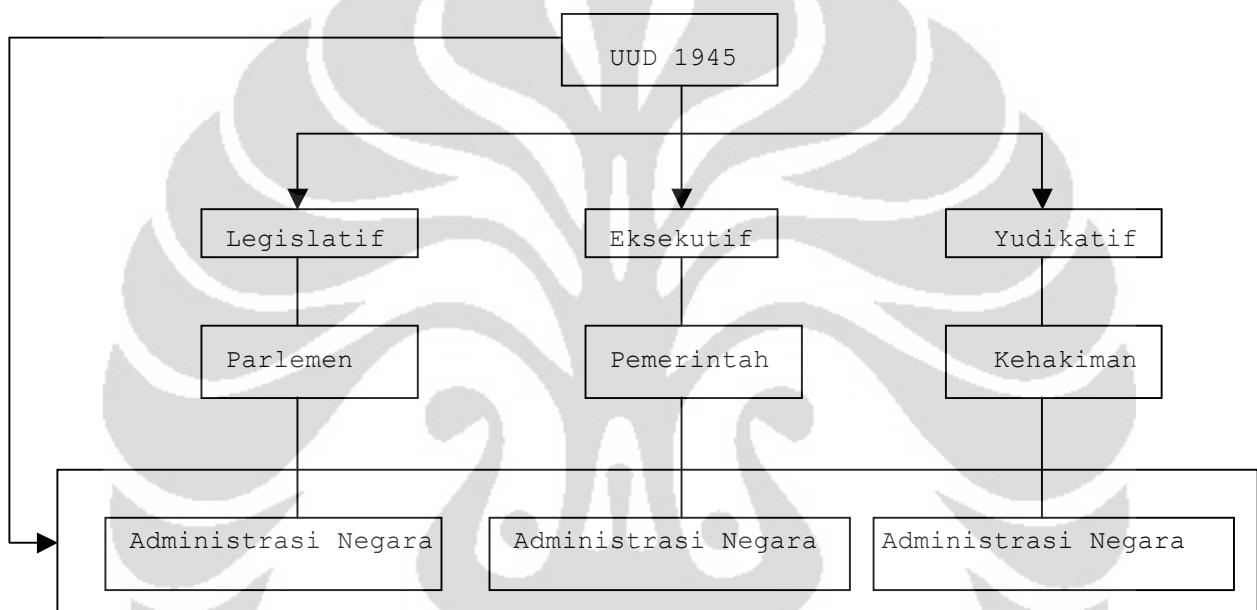 UUD 1945
Legislatif
Eksekutif
Yudikatif
Parlemen
Pemerintah
Kehakiman
Administrasi Negara
Administrasi Negara
Administrasi Negara